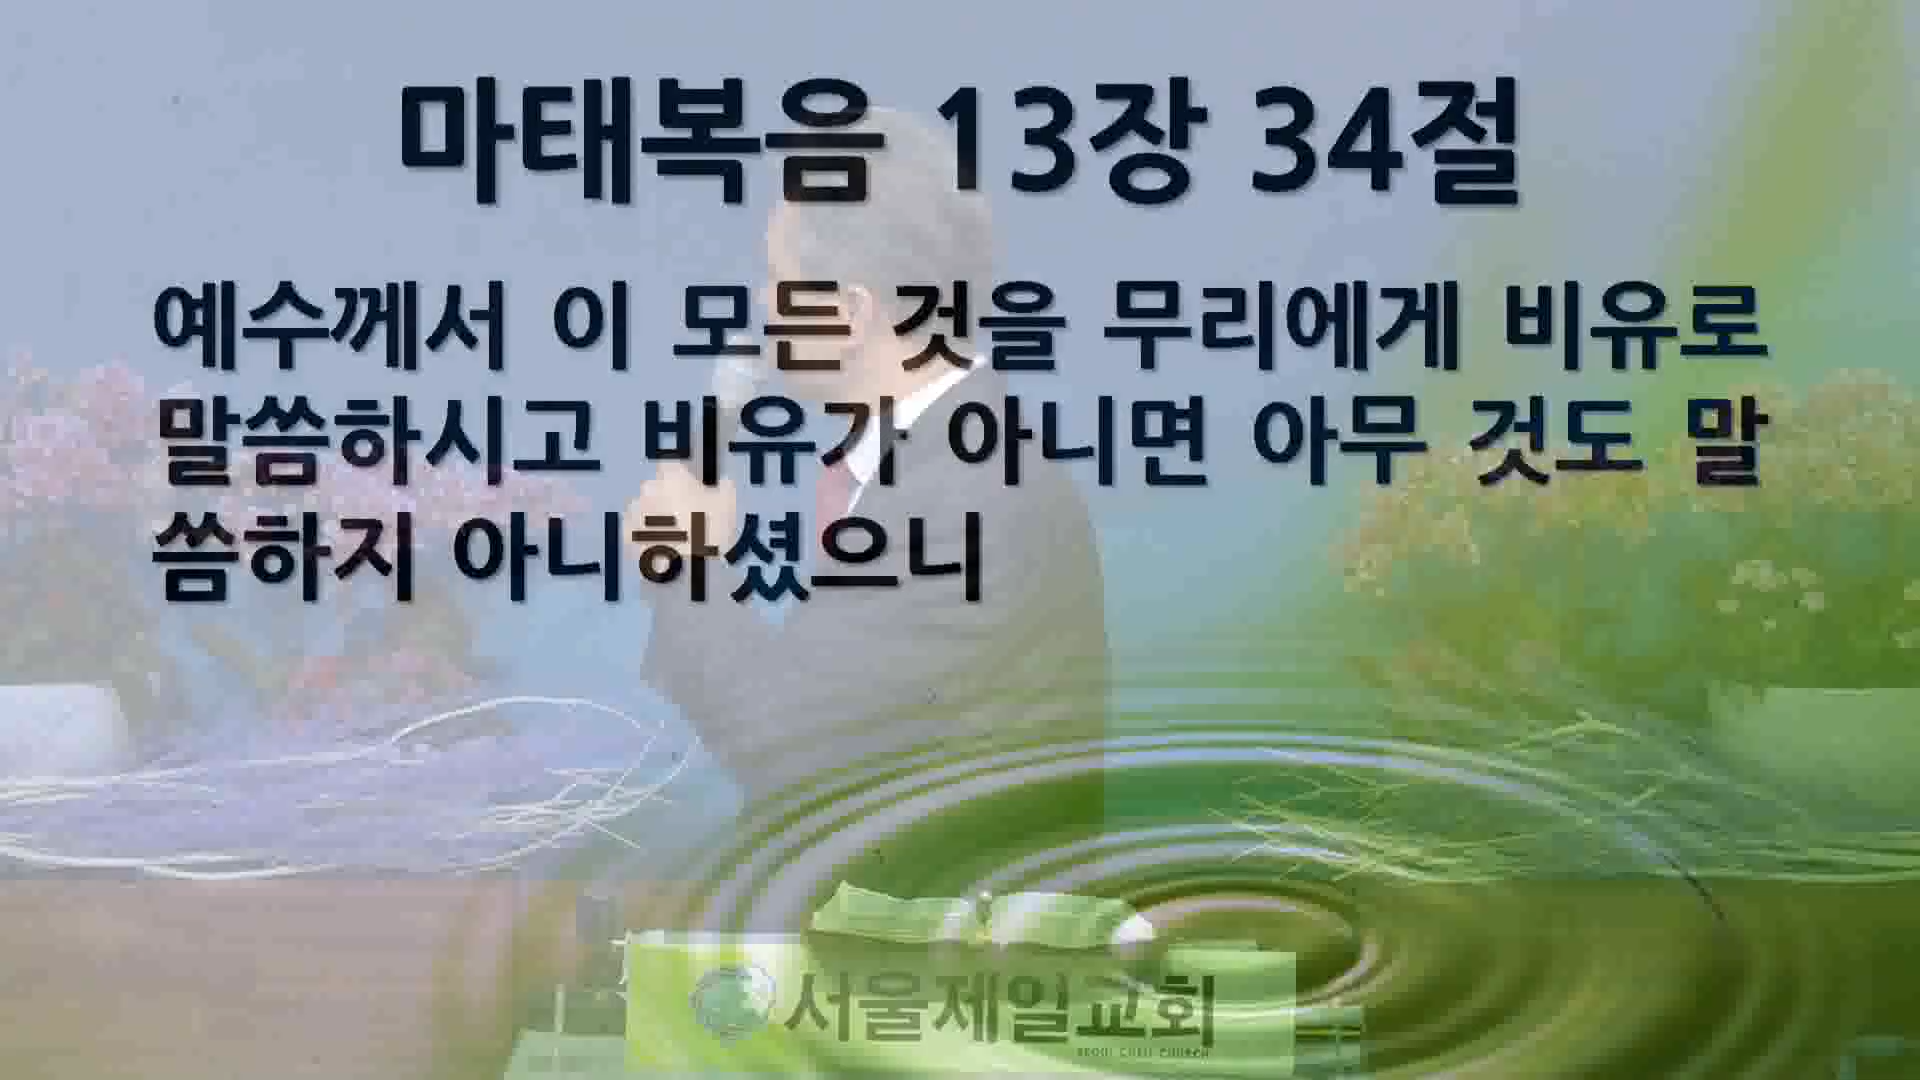 마태복음 13장 34절
예수께서 이 모든 것을 무리에게 비유로
말씀하시고 비유가 아니면 아무 것도 말
씀하지 아니하셨으니
서울제일교회